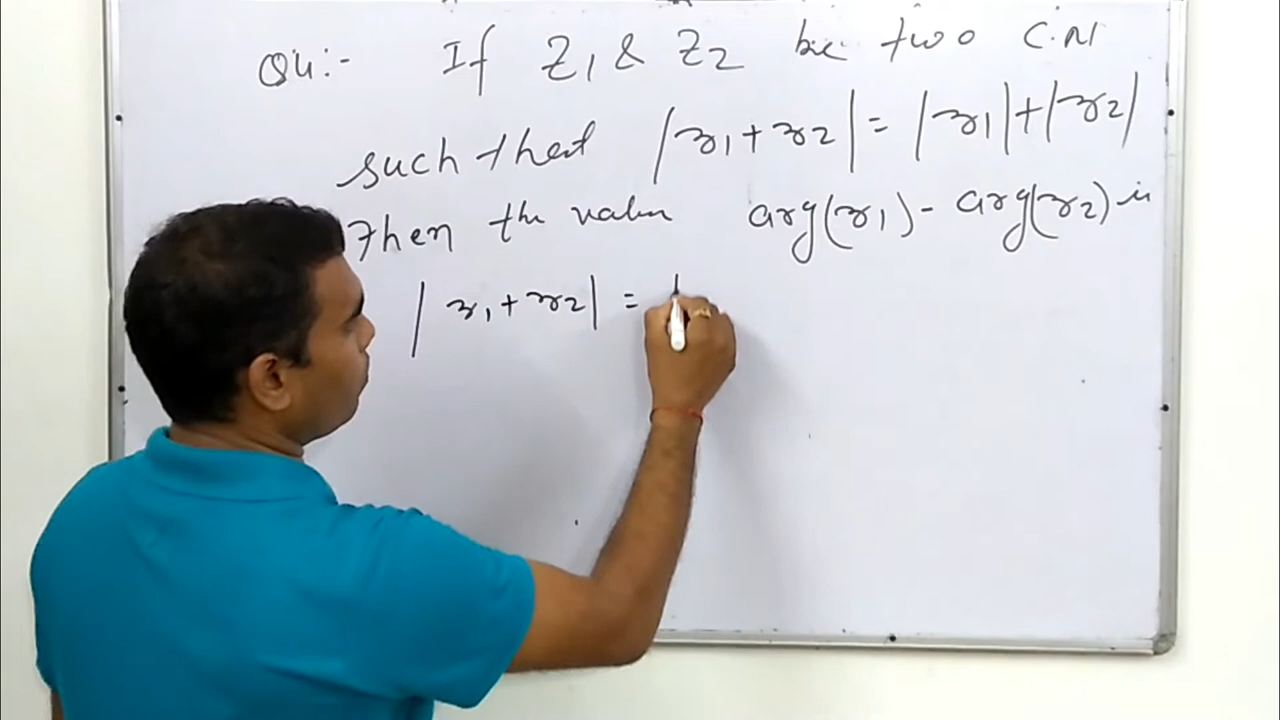 Q4:- If Z1 & Z2 be two C.N
such that |z1 + z2| = |z1| + |z2|
Then the value arg(z1) - arg(z2) is
| z1 + z2 | = |